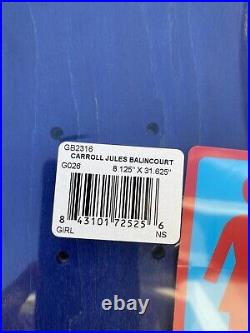 GB2316
CARROLL JULES BALINCOURT
G026 8.125" X 31.625"
8 43101 72525 6
GIRL NS